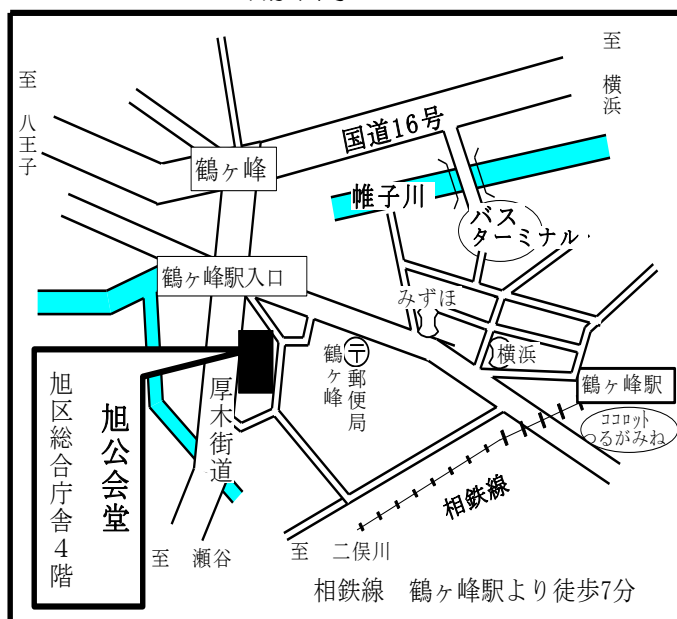 至 八王子
至 横浜
国道16号
鶴ヶ峰
帷子川
バス
ターミナル
鶴ヶ峰駅入口
みずほ
横浜
鶴ヶ峰
〒郵便局
鶴ヶ峰駅
ココロット
つるがみね
旭公会堂
旭区総合庁舎4階
厚木街道
相鉄線
至 瀬谷
至 二俣川
相鉄線 鶴ヶ峰駅より徒歩7分